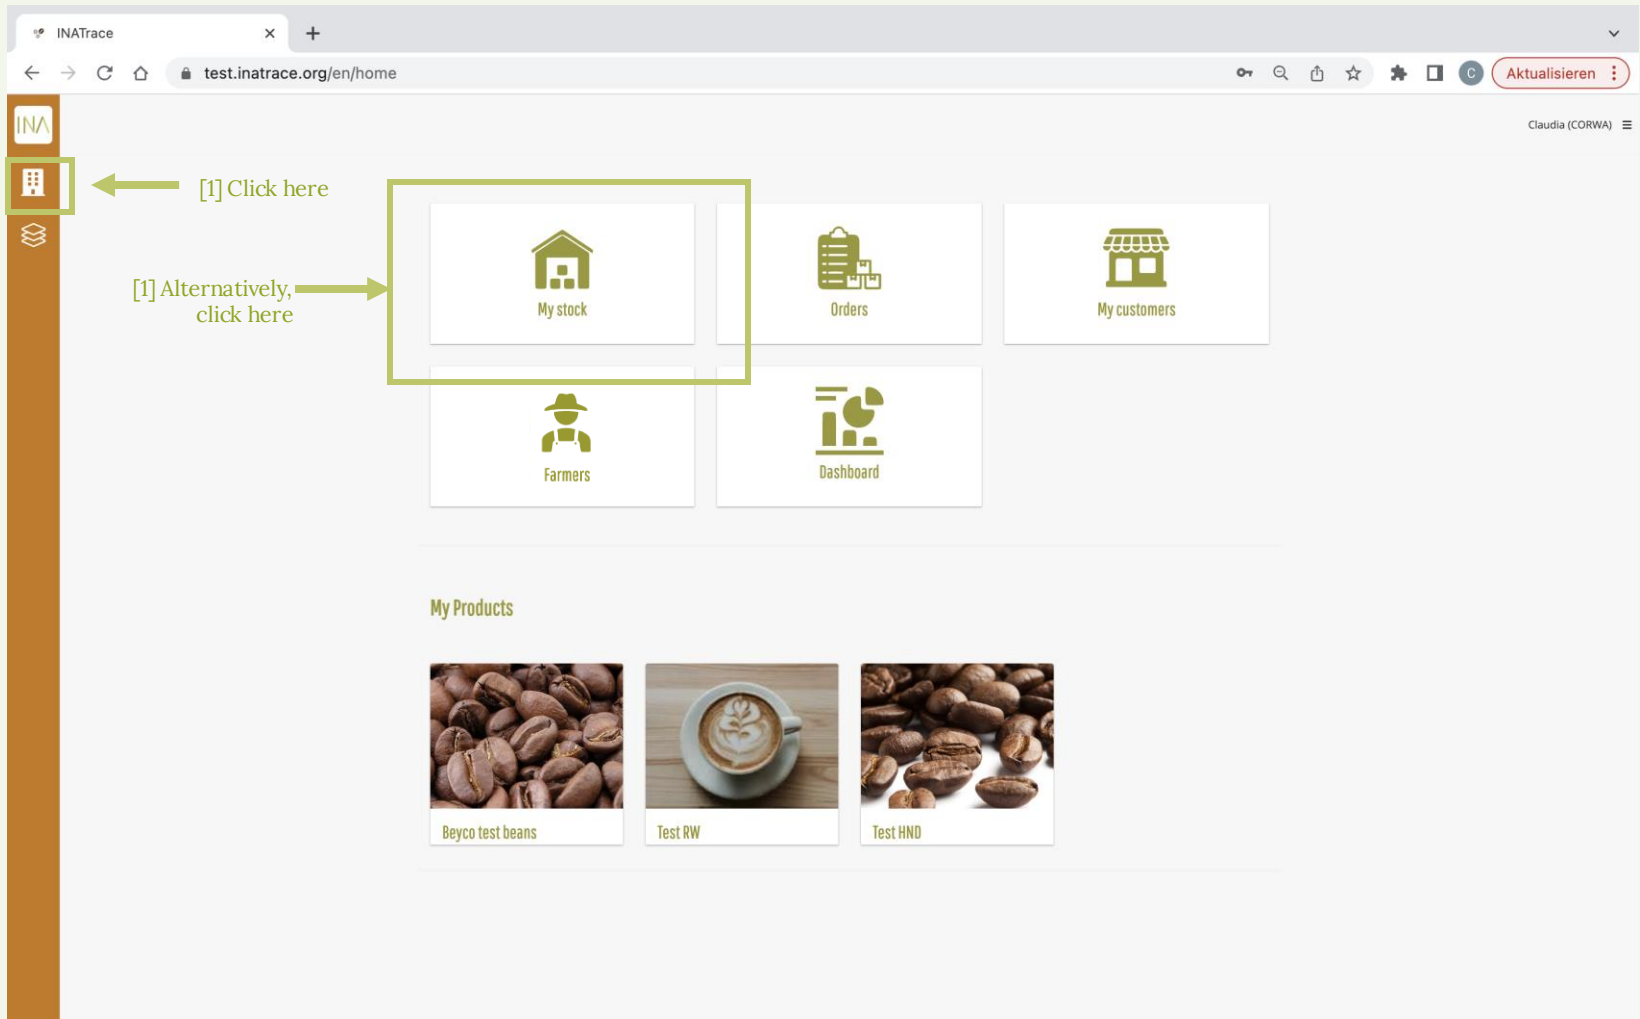 INATrace
test.inatrace.org/en/home
C
Aktualisieren
INA
Claudia (CORWA)
[1] Click here
[1] Alternatively,
click here
My stock
Orders
My customers
Farmers
Dashboard
My Products
Beyco test beans
Test RW
Test HND